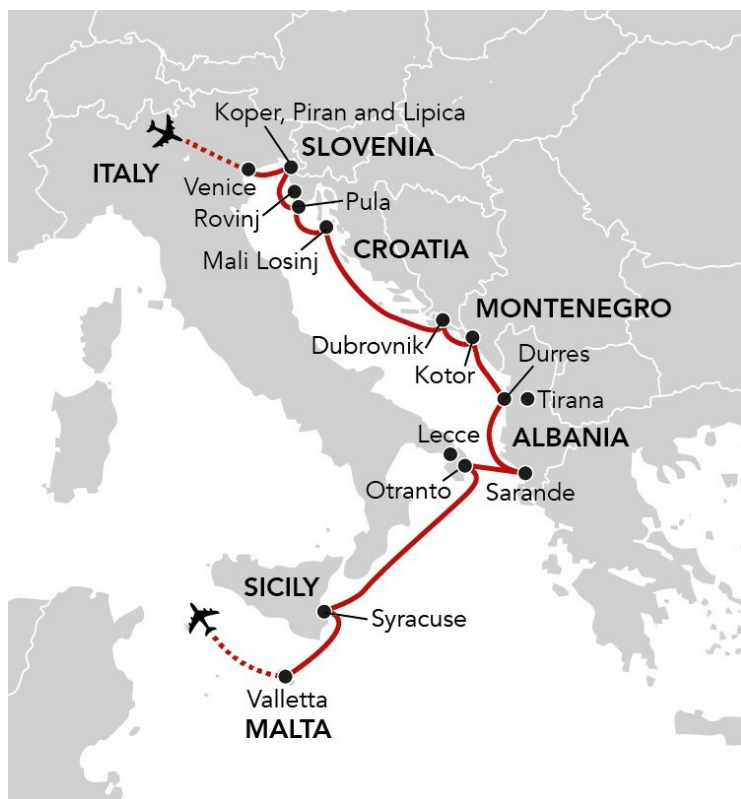 Koper, Piran and Lipica
SLOVENIA
ITALY
Venice
Rovinj
Pula
Mali Losinj
CROATIA
MONTENEGRO
Dubrovnik
Kotor
Durres
Tirana
Lecce
ALBANIA
Otranto
Sarande
SICILY
Syracuse
Valletta
MALTA